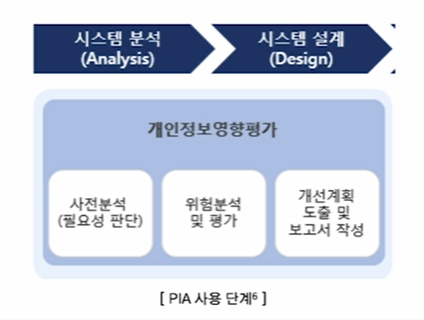 시스템 분석
(Analysis)
시스템 설계
(Design)
개인정보영향평가
사전분석
(필요성 판단)
위험분석
및 평가
개선계획
도출 및
보고서 작성
[ PIA 사용 단계⁶ ]